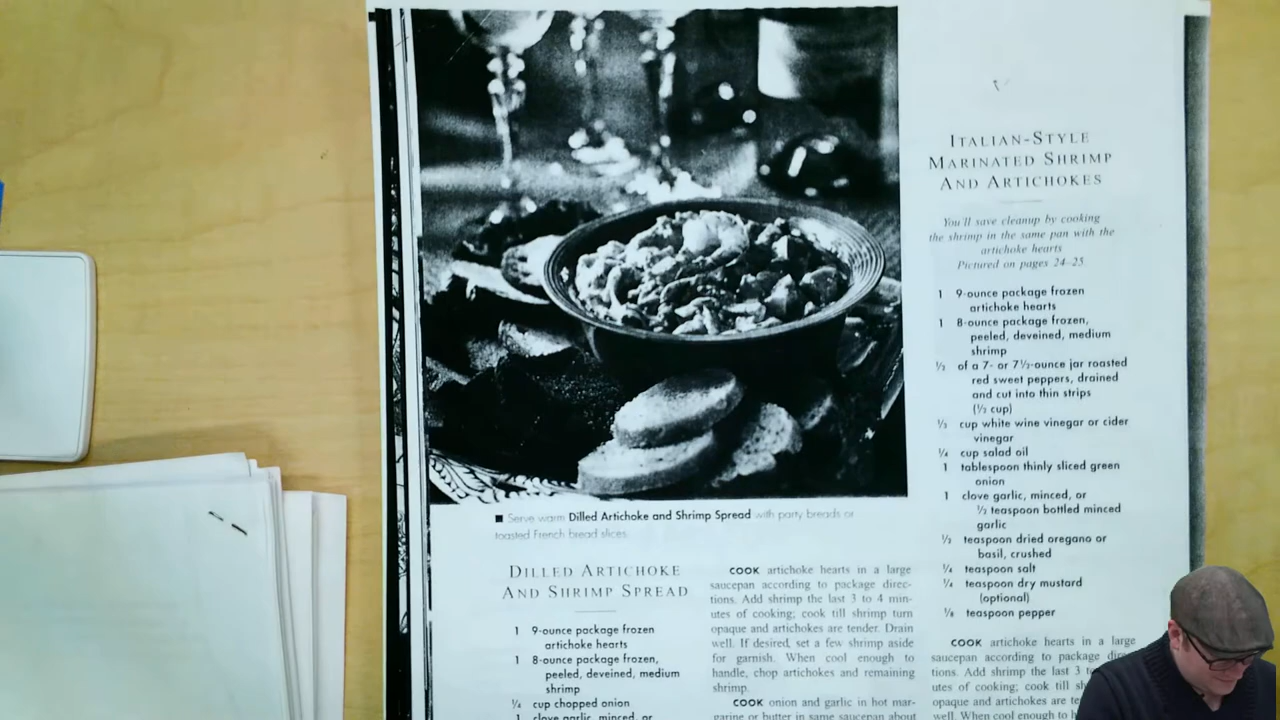 ■ Serve warm Dilled Artichoke and Shrimp Spread with party breads or
toasted French bread slices.
DILLED ARTICHOKE
AND SHRIMP SPREAD
1 9-ounce package frozen
artichoke hearts
1 8-ounce package frozen,
peeled, deveined, medium
shrimp
¼ cup chopped onion
1 clove garlic, minced, or
COOK artichoke hearts in a large
saucepan according to package direc-
tions. Add shrimp the last 3 to 4 min-
utes of cooking; cook till shrimp turn
opaque and artichokes are tender. Drain
well. If desired, set a few shrimp aside
for garnish. When cool enough to
handle, chop artichokes and remaining
shrimp.
COOK onion and garlic in hot mar-
garine or butter in same saucepan about
ITALIAN-STYLE
MARINATED SHRIMP
AND ARTICHOKES
You'll save cleanup by cooking
the shrimp in the same pan with the
artichoke hearts
Pictured on pages 24–25.
1 9-ounce package frozen
artichoke hearts
1 8-ounce package frozen,
peeled, deveined, medium
shrimp
½ of a 7- or 7½-ounce jar roasted
red sweet peppers, drained
and cut into thin strips
(½ cup)
⅓ cup white wine vinegar or cider
vinegar
¼ cup salad oil
1 tablespoon thinly sliced green
onion
1 clove garlic, minced, or
½ teaspoon bottled minced
garlic
½ teaspoon dried oregano or
basil, crushed
¼ teaspoon salt
¼ teaspoon dry mustard
(optional)
⅛ teaspoon pepper
COOK artichoke hearts in a large
saucepan according to package direc-
tions. Add shrimp the last 3 to
utes of cooking; cook till
opaque and artichokes are
well. When cool enough to